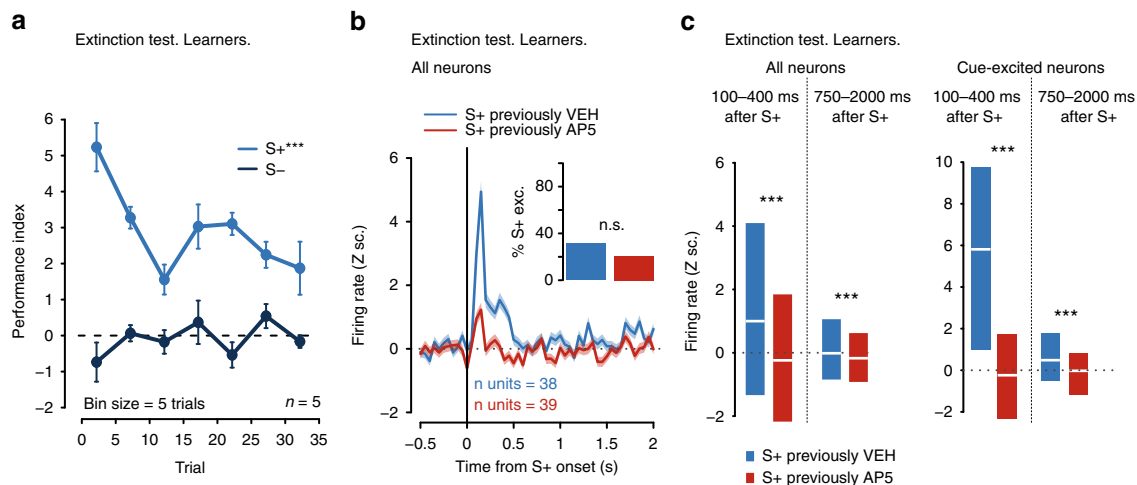 a
Extinction test. Learners.
Performance index
6
5
4
3
2
1
0
−1
−2
S+***
S−
Bin size = 5 trials
n = 5
0 5 10 15 20 25 30 35
Trial
b
Extinction test. Learners.
All neurons
S+ previously VEH
S+ previously AP5
Firing rate (Z sc.)
6
4
2
0
−2
% S+ exc.
80
40
0
n.s.
n units = 38
n units = 39
−0.5 0 0.5 1 1.5 2
Time from S+ onset (s)
c
Extinction test. Learners.
All neurons
100–400 ms
after S+
750–2000 ms
after S+
Firing rate (Z sc.)
6
4
2
0
−2
***
***
Cue-excited neurons
100–400 ms
after S+
750–2000 ms
after S+
10
8
6
4
2
0
−2
***
***
S+ previously VEH
S+ previously AP5